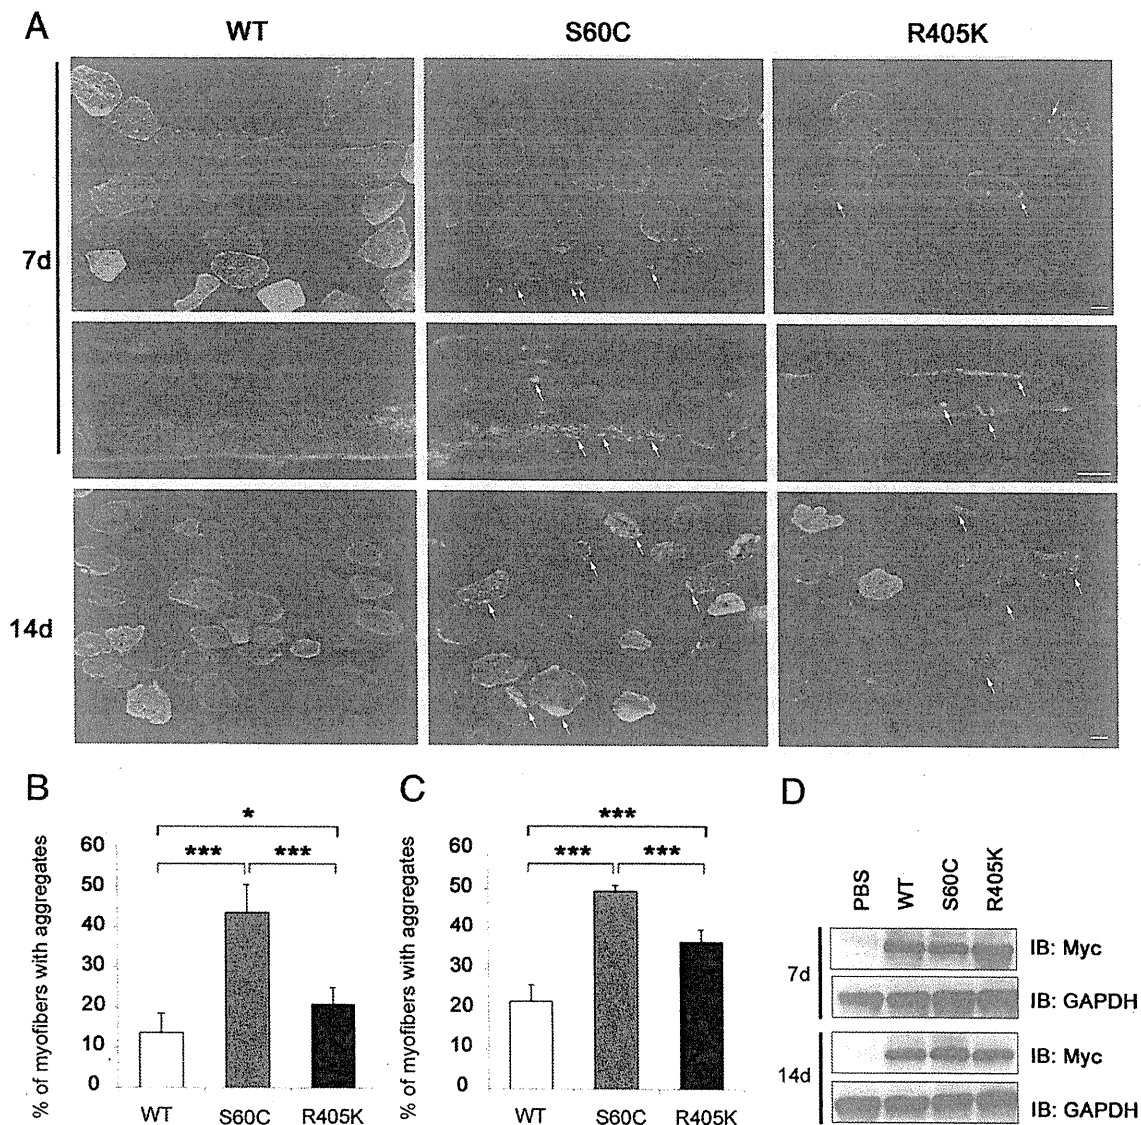 A
WT
S60C
R405K
7d
14d
B
% of myofibers with aggregates
60
50
40
30
20
10
0
*
***
***
WT
S60C
R405K
C
% of myofibers with aggregates
60
50
40
30
20
10
0
***
***
***
WT
S60C
R405K
D
PBS
WT
S60C
R405K
7d
IB: Myc
IB: GAPDH
14d
IB: Myc
IB: GAPDH